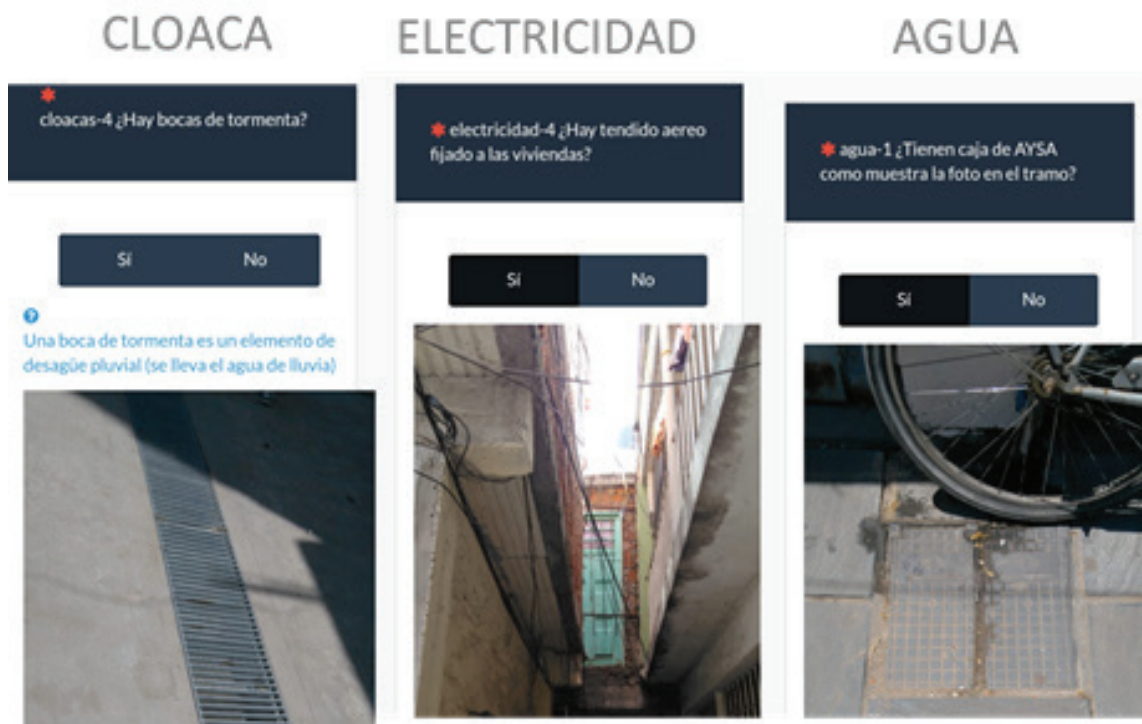 CLOACA
cloacas-4 ¿Hay bocas de tormenta?
Sí No
Una boca de tormenta es un elemento de
desagüe pluvial (se lleva el agua de lluvia)
ELECTRICIDAD
electricidad-4 ¿Hay tendido aereo
fijado a las viviendas?
Sí No
AGUA
agua-1 ¿Tienen caja de AYSA
como muestra la foto en el tramo?
Sí No